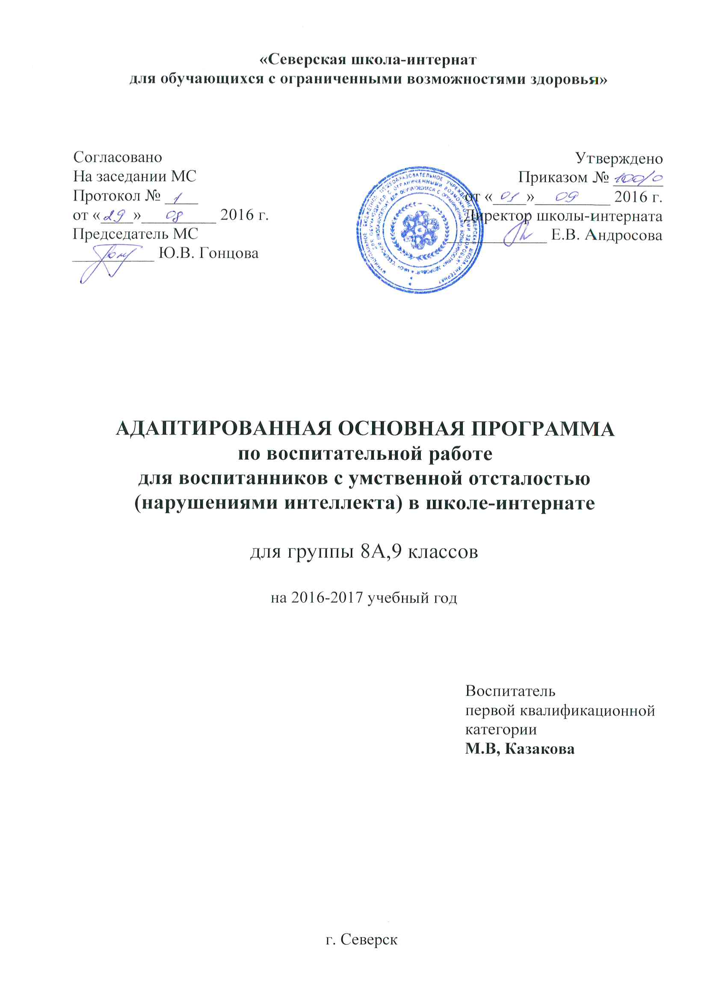 «Северская школа-интернат
для обучающихся с ограниченными возможностями здоровья»
Согласовано
На заседании МС
Протокол № 1
от «29» 08 2016 г.
Председатель МС
Ю.В. Гонцова
Утверждено
Приказом № 100/0
от «01» 09 2016 г.
Директор школы-интерната
Е.В. Андросова
АДАПТИРОВАННАЯ ОСНОВНАЯ ПРОГРАММА
по воспитательной работе
для воспитанников с умственной отсталостью
(нарушениями интеллекта) в школе-интернате
для группы 8А,9 классов
на 2016-2017 учебный год
Воспитатель
первой квалификационной
категории
М.В, Казакова
г. Северск